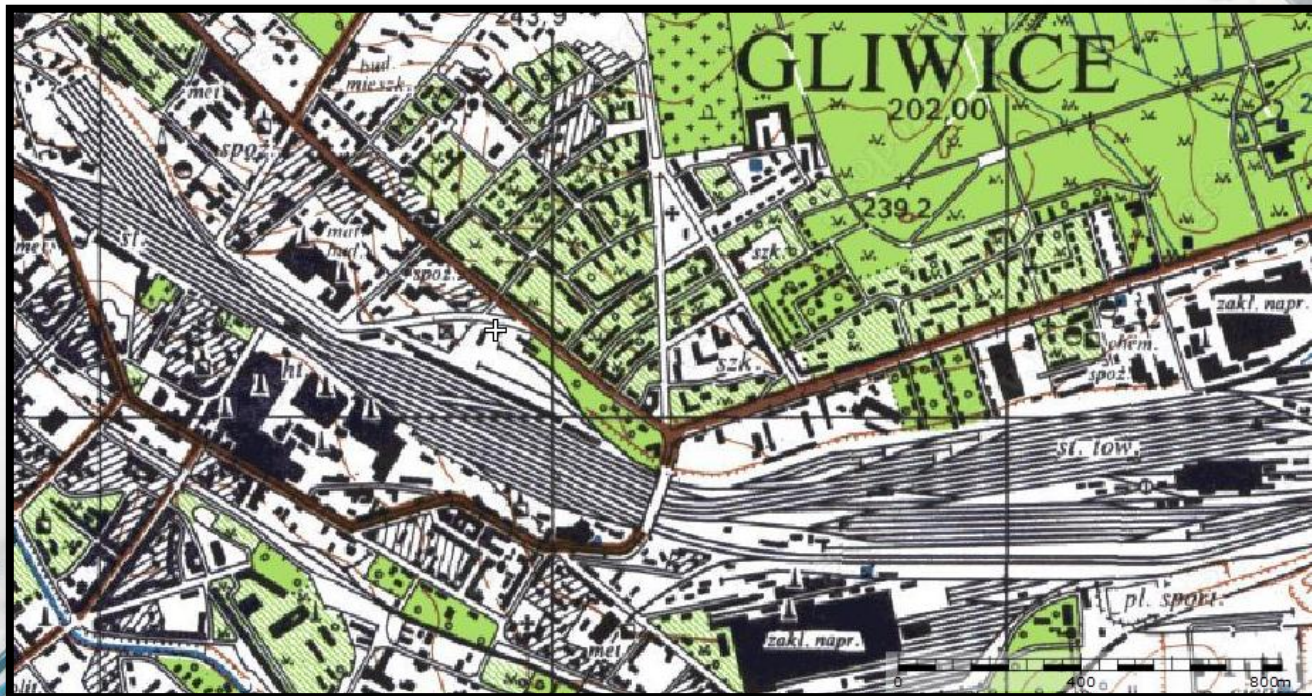 243,9
GLIWICE
bud.
mieszk.
met
202,00
spoż.
239,2
szk.
st.
mat.
bud.
met.
spoż.
zakł. napr.
szk.
chem.
spoż.
ht
st. tow.
pl. sport.
zakł. napr.
met.
0 400 800m